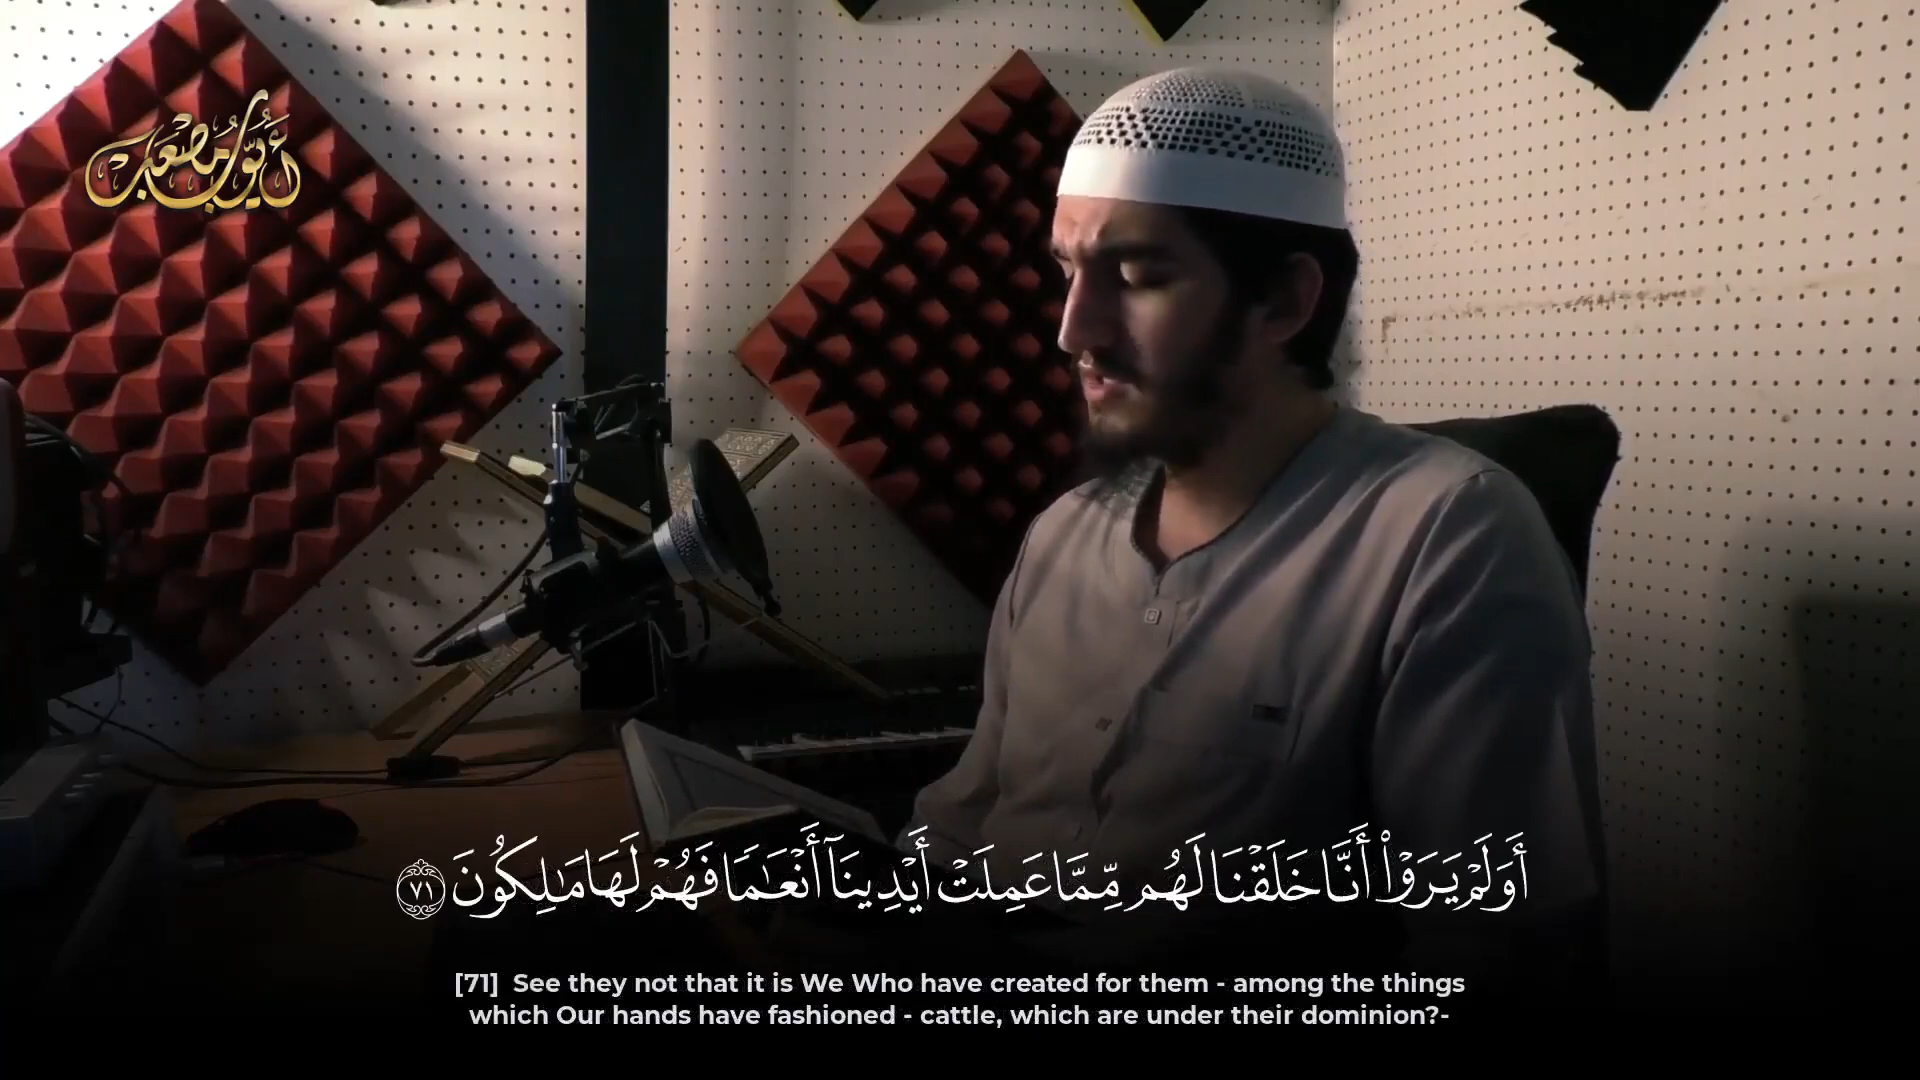 أيوب مصعب
أَوَلَمْ يَرَوْا۟ أَنَّا خَلَقْنَا لَهُم مِّمَّا عَمِلَتْ أَيْدِينَآ أَنْعَـٰمًا فَهُمْ لَهَا مَـٰلِكُونَ ٧١
[71] See they not that it is We Who have created for them - among the things
which Our hands have fashioned - cattle, which are under their dominion?-